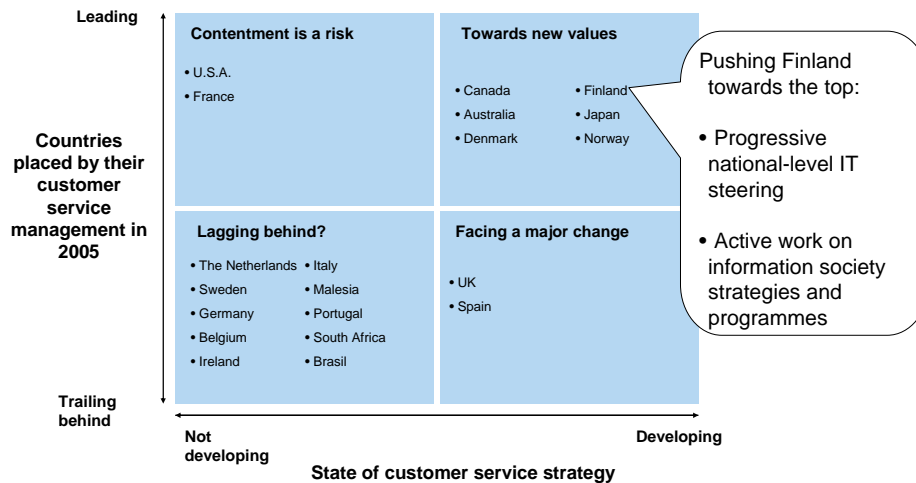 Leading
Contentment is a risk
• U.S.A.
• France
Towards new values
• Canada
• Australia
• Denmark
• Finland
• Japan
• Norway
Pushing Finland
towards the top:
• Progressive
national-level IT
steering
• Active work on
information society
strategies and
programmes
Countries
placed by their
customer
service
management in
2005
Lagging behind?
• The Netherlands
• Sweden
• Germany
• Belgium
• Ireland
• Italy
• Malesia
• Portugal
• South Africa
• Brasil
Facing a major change
• UK
• Spain
Trailing
behind
Not
developing
Developing
State of customer service strategy